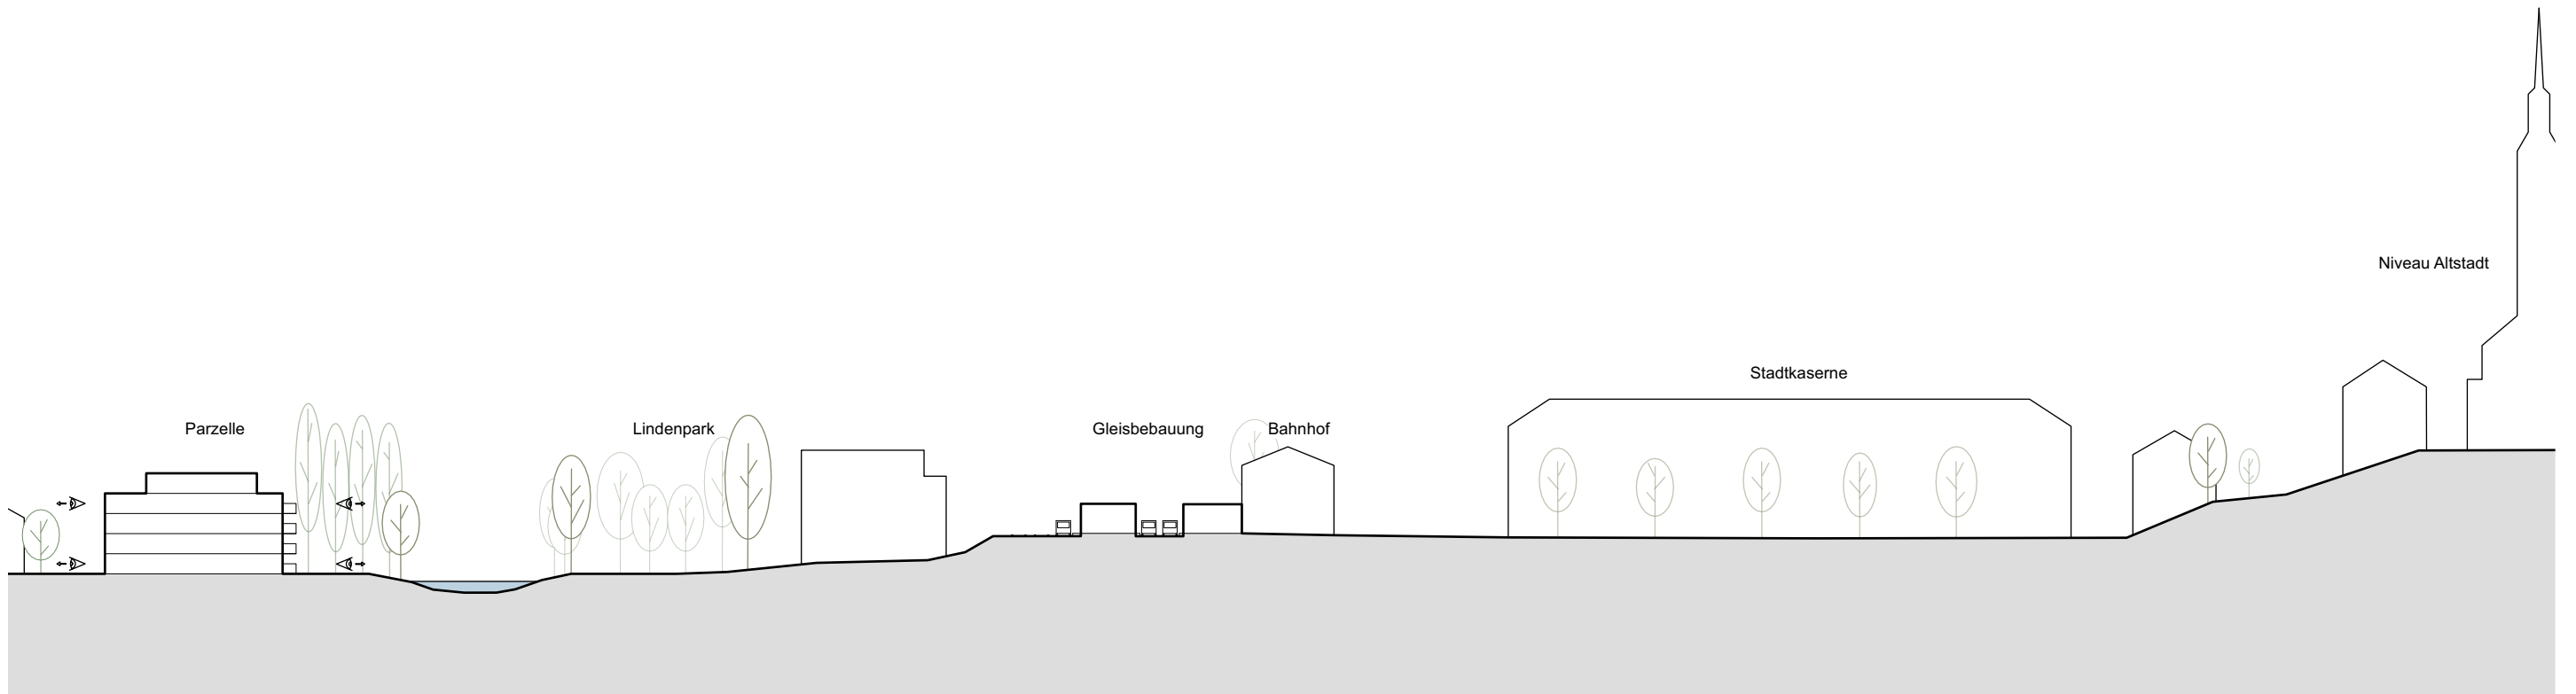 Parzelle
Lindenpark
Gleisbebauung
Bahnhof
Stadtkaserne
Niveau Altstadt